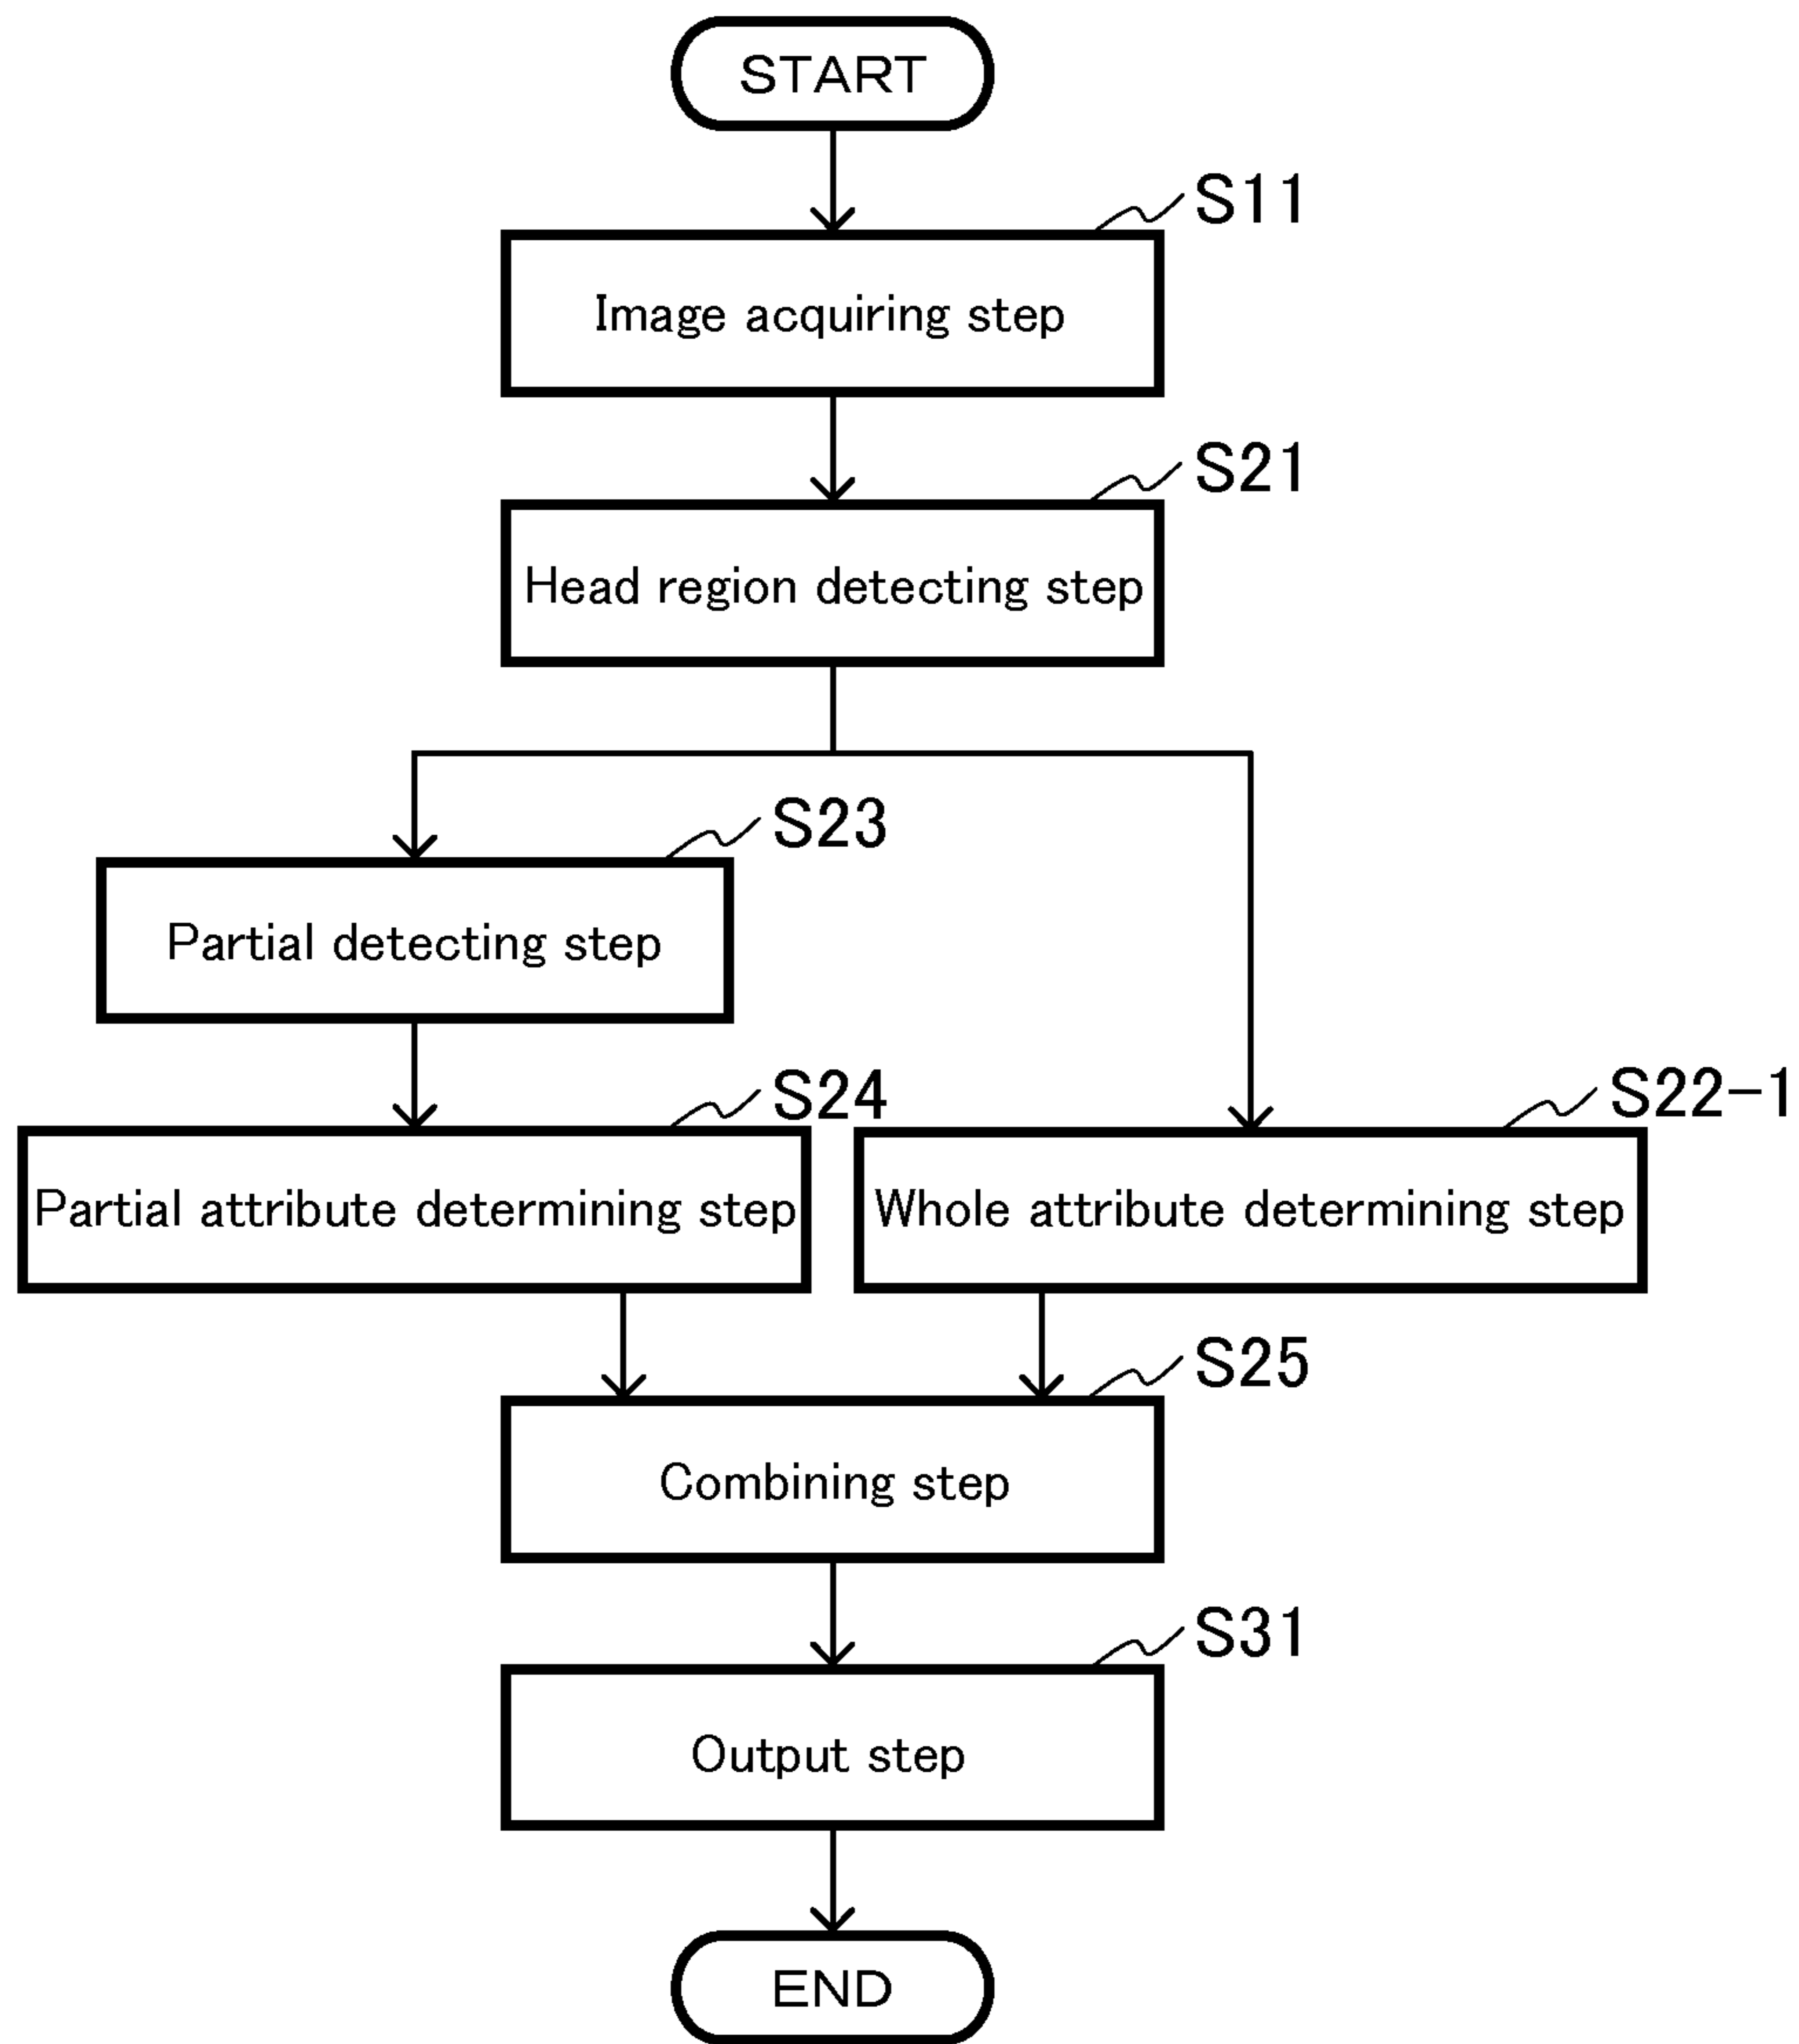 START
S11
Image acquiring step
S21
Head region detecting step
S23
Partial detecting step
S24
Partial attribute determining step
S22-1
Whole attribute determining step
S25
Combining step
S31
Output step
END